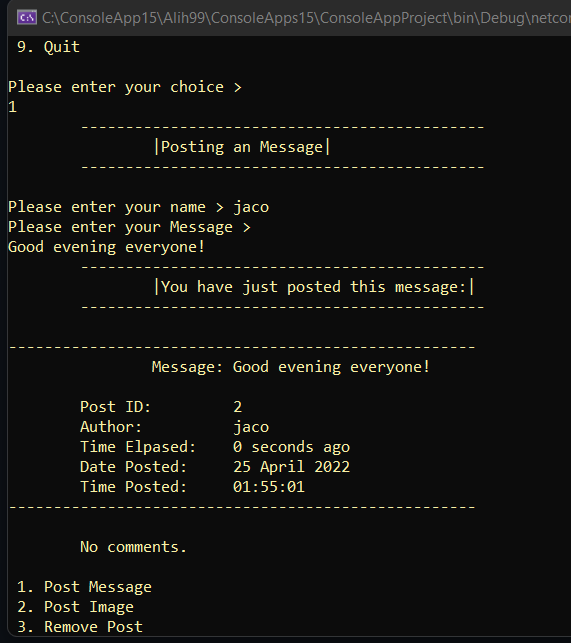 C:\ConsoleApp15\Alih99\ConsoleApps15\ConsoleAppProject\bin\Debug\netcor
9. Quit
Please enter your choice >
1
---------------------------------------------
|Posting an Message|
---------------------------------------------
Please enter your name > jaco
Please enter your Message >
Good evening everyone!
---------------------------------------------
|You have just posted this message:|
---------------------------------------------
----------------------------------------------------
Message: Good evening everyone!
Post ID: 2
Author: jaco
Time Elpased: 0 seconds ago
Date Posted: 25 April 2022
Time Posted: 01:55:01
----------------------------------------------------
No comments.
1. Post Message
2. Post Image
3. Remove Post